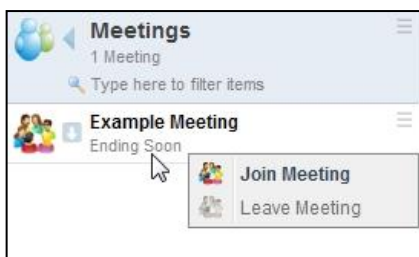 Meetings
1 Meeting
Type here to filter items
Example Meeting
Ending Soon
Join Meeting
Leave Meeting